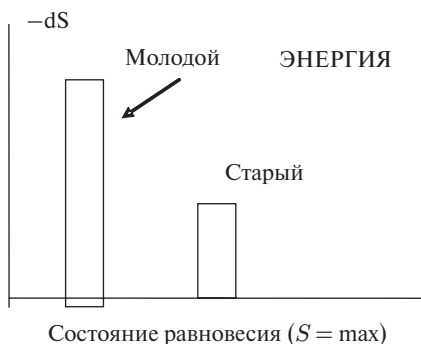 −dS
Молодой ЭНЕРГИЯ
Старый
Состояние равновесия (S = max)